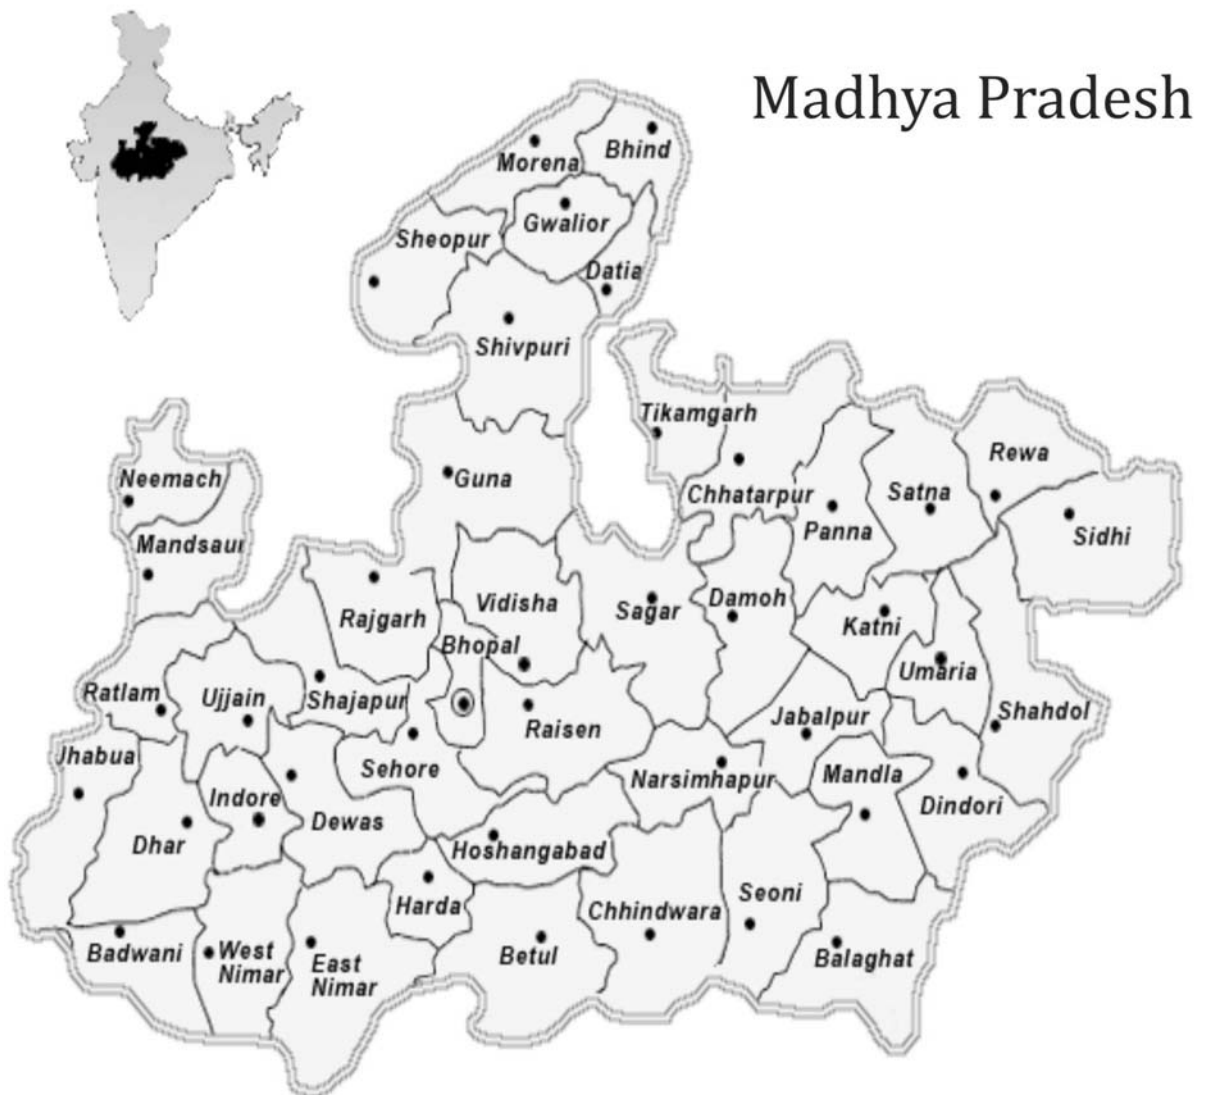 Madhya Pradesh
Bhind
Morena
Gwalior
Sheopur
Datia
Shivpuri
Tikamgarh
Rewa
Neemach
Guna
Chhatarpur
Satna
Panna
Sidhi
Mandsaur
Vidisha
Sagar
Damoh
Rajgarh
Katni
Bhopal
Umaria
Ratlam
Ujjain
Shajapur
Shahdol
Jabalpur
Raisen
Jhabua
Sehore
Narsimhapur
Mandla
Indore
Dindori
Dewas
Dhar
Hoshangabad
Seoni
Harda
Chhindwara
Badwani
West
Nimar
East
Nimar
Betul
Balaghat